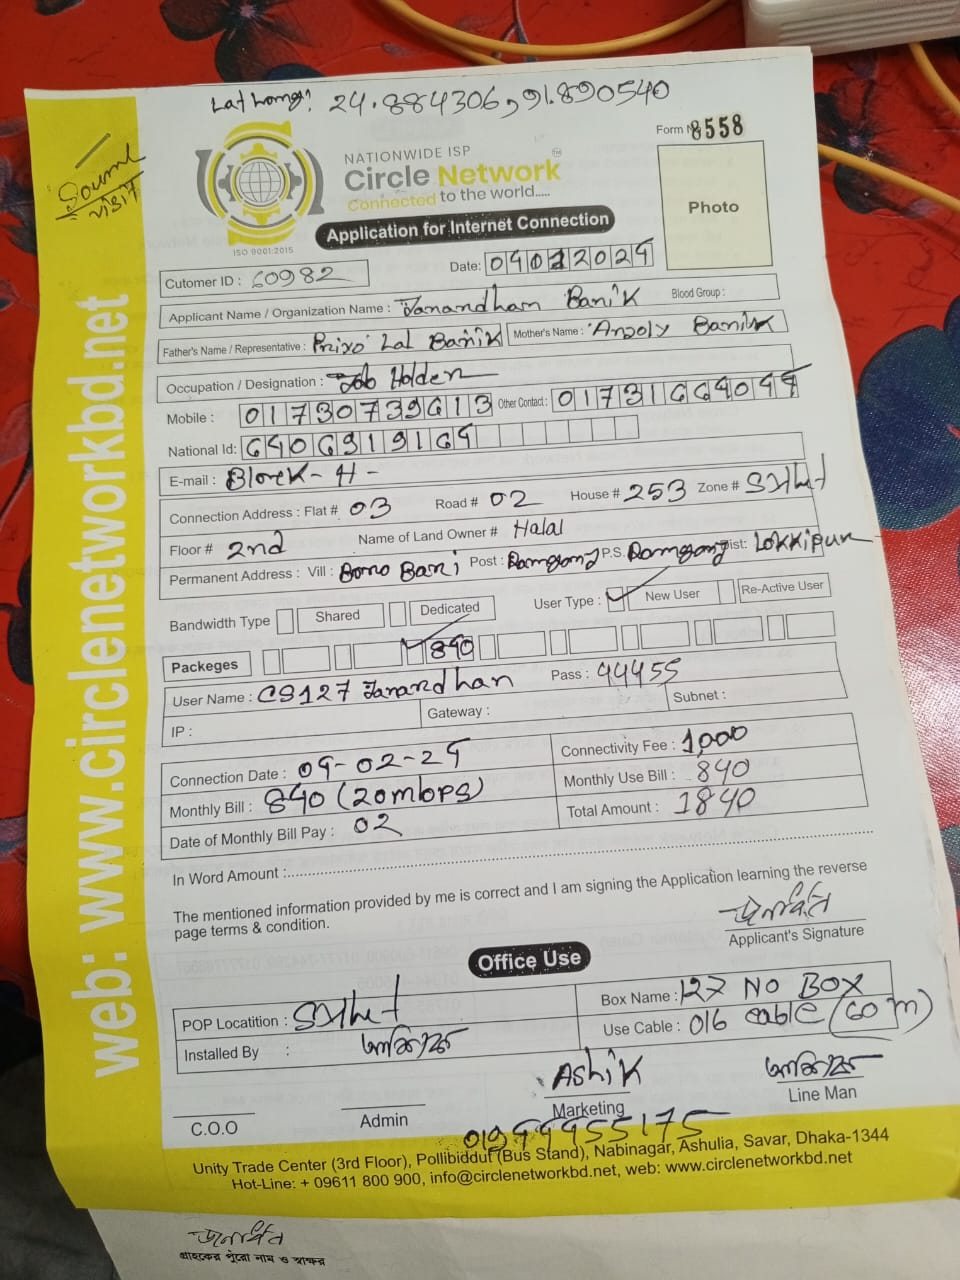 Lat Long: 24.884306, 91.890540
Form № 8558
NATIONWIDE ISP
Circle Network
Connected to the world.....
ISO 9001:2015
Application for Internet Connection
Photo
web: www.circlenetworkbd.net
Cutomer ID : 60982
Date: 04022024
Applicant Name / Organization Name : Janardhan Banik Blood Group :
Father's Name / Representative : Prixo Lal Banik Mother's Name : Anjoly Banik
Occupation / Designation : Job Holder
Mobile : 01730739613 Other Contact : 01731664044
National Id: 6406919164
E-mail : Block - H -
Connection Address : Flat # 03 Road # 02 House # 253 Zone # Sylhet
Floor # 2nd Name of Land Owner # Halal
Permanent Address : Vill : Bono Bari Post : Ramgonj P.S. Ramgonj Dist: Lokkipur
Bandwidth Type Shared Dedicated User Type : New User Re-Active User
Packeges 840
User Name : CS127 Janardhan Pass : 44455
IP : Gateway : Subnet :
Connection Date : 04-02-24 Connectivity Fee : 1,000
Monthly Bill : 840 (20mbps) Monthly Use Bill : 840
Date of Monthly Bill Pay : 02 Total Amount : 1840
In Word Amount :
The mentioned information provided by me is correct and I am signing the Application learning the reverse
page terms & condition.
Applicant's Signature
Office Use
POP Locatition : Sylhet Box Name : 127 NO BOX
Installed By : Use Cable : 016 cable (60 m)
Ashik
C.O.O Admin Marketing Line Man
01944955175
Unity Trade Center (3rd Floor), Pollibiddut (Bus Stand), Nabinagar, Ashulia, Savar, Dhaka-1344
Hot-Line: + 09611 800 900, info@circlenetworkbd.net, web: www.circlenetworkbd.net
গ্রাহকের পুরো নাম ও স্বাক্ষর